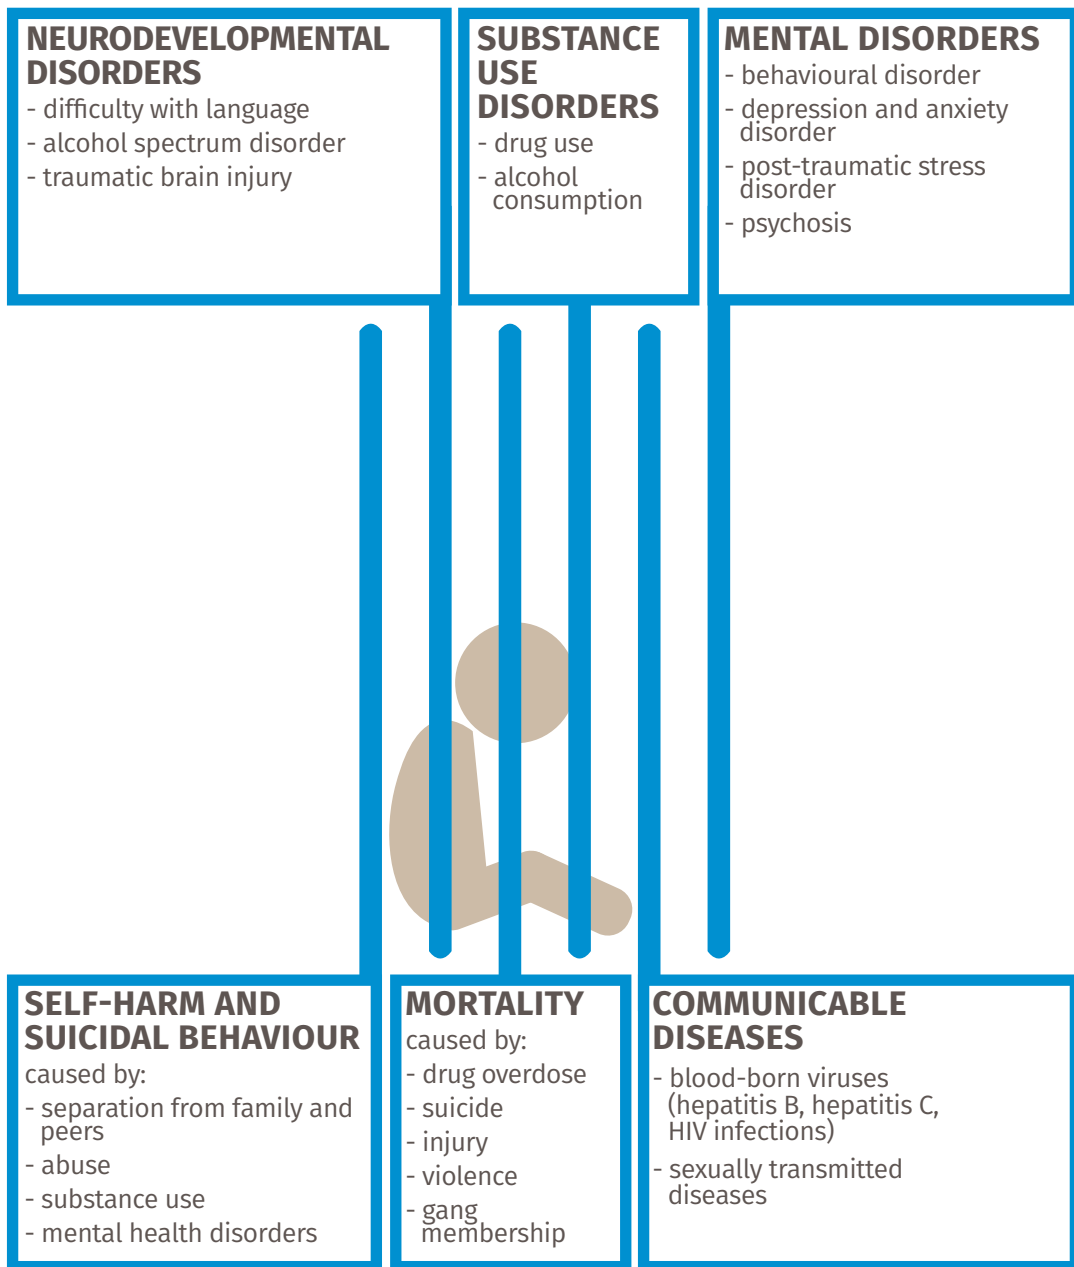 NEURODEVELOPMENTAL
DISORDERS
- difficulty with language
- alcohol spectrum disorder
- traumatic brain injury
SUBSTANCE
USE
DISORDERS
- drug use
- alcohol
consumption
MENTAL DISORDERS
- behavioural disorder
- depression and anxiety
disorder
- post-traumatic stress
disorder
- psychosis
SELF-HARM AND
SUICIDAL BEHAVIOUR
caused by:
- separation from family and
peers
- abuse
- substance use
- mental health disorders
MORTALITY
caused by:
- drug overdose
- suicide
- injury
- violence
- gang
membership
COMMUNICABLE
DISEASES
- blood-born viruses
(hepatitis B, hepatitis C,
HIV infections)
- sexually transmitted
diseases